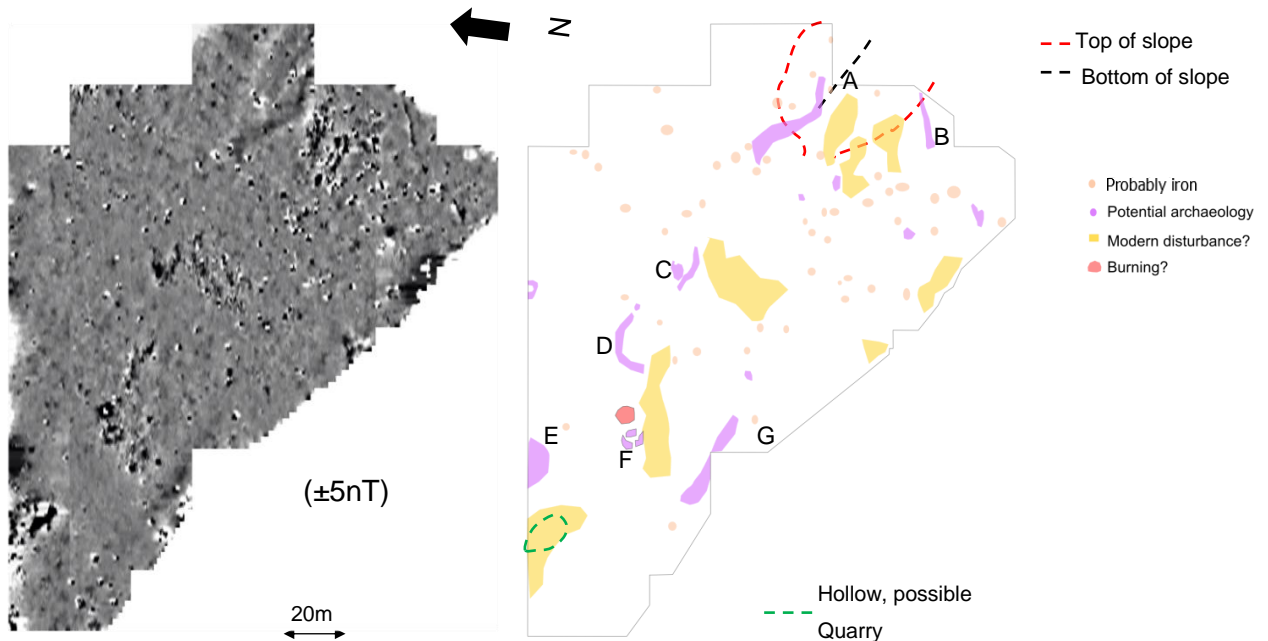 N
Top of slope
Bottom of slope
A
B
Probably iron
Potential archaeology
Modern disturbance?
Burning?
C
D
E
F
G
(±5nT)
20m
Hollow, possible
Quarry